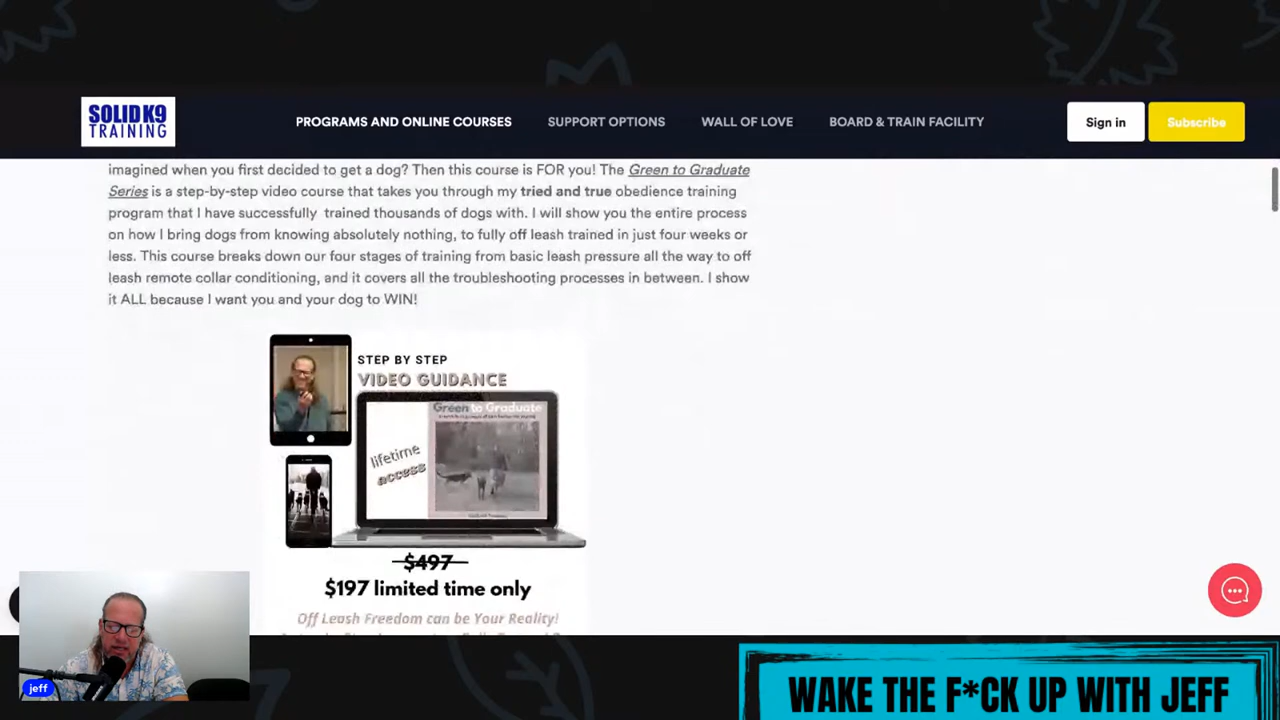 SOLID K9
TRAINING
PROGRAMS AND ONLINE COURSES
SUPPORT OPTIONS
WALL OF LOVE
BOARD & TRAIN FACILITY
Sign in
Subscribe
imagined when you first decided to get a dog? Then this course is FOR you! The Green to Graduate
Series is a step-by-step video course that takes you through my tried and true obedience training
program that I have successfully trained thousands of dogs with. I will show you the entire process
on how I bring dogs from knowing absolutely nothing, to fully off leash trained in just four weeks or
less. This course breaks down our four stages of training from basic leash pressure all the way to off
leash remote collar conditioning, and it covers all the troubleshooting processes in between. I show
it ALL because I want you and your dog to WIN!
STEP BY STEP
VIDEO GUIDANCE
Green to Graduate
lifetime
access
$497
$197 limited time only
Off Leash Freedom can be Your Reality!
jeff
WAKE THE F*CK UP WITH JEFF